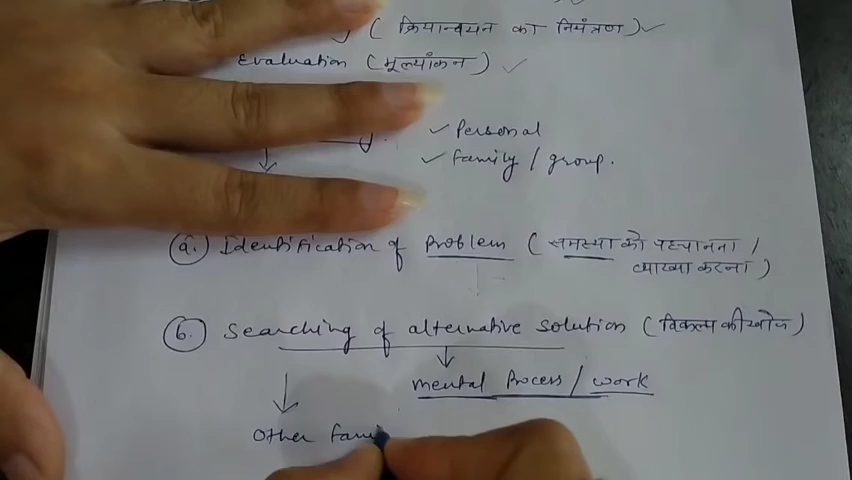 ( क्रियान्वयन का नियंत्रण )
Evaluation (मूल्यांकन)
Personal
family / group.
a. Identification of Problem ( समस्या को पहचानना /
व्याख्या करना )
b. Searching of alternative solution (विकल्प की खोज)
mental Process / work
Other fami